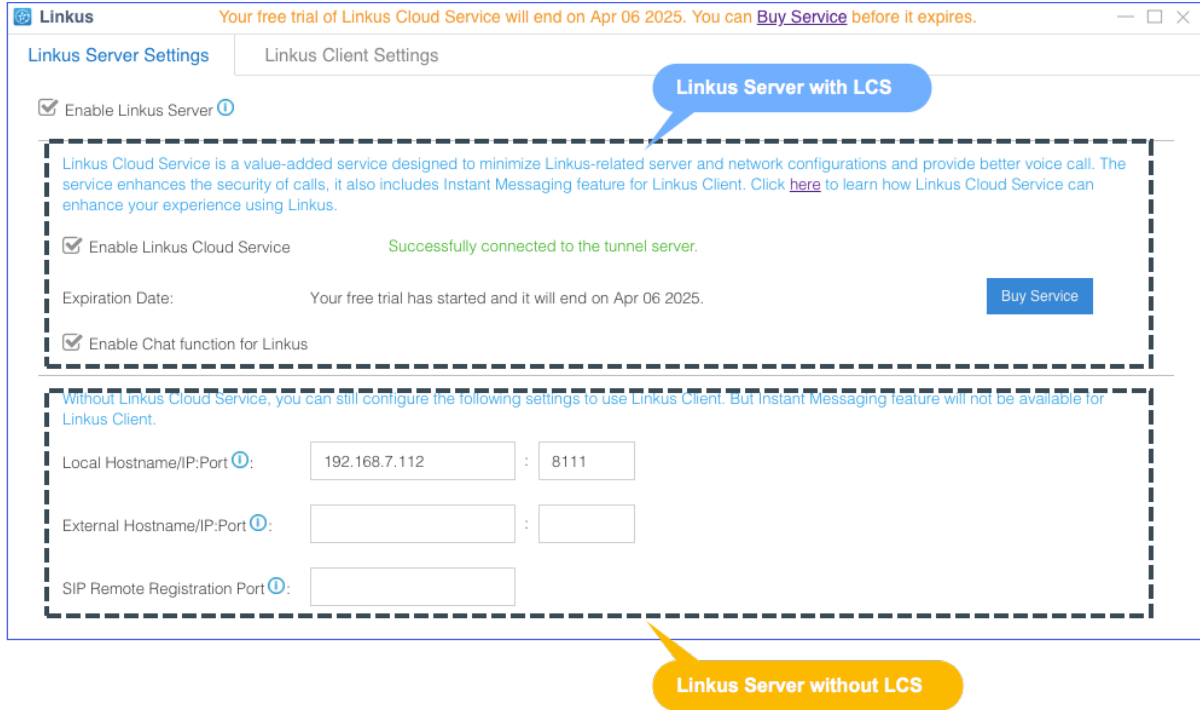 Linkus
Your free trial of Linkus Cloud Service will end on Apr 06 2025. You can Buy Service before it expires.
Linkus Server Settings
Linkus Client Settings
Linkus Server with LCS
Enable Linkus Server
Linkus Cloud Service is a value-added service designed to minimize Linkus-related server and network configurations and provide better voice call. The
service enhances the security of calls, it also includes Instant Messaging feature for Linkus Client. Click here to learn how Linkus Cloud Service can
enhance your experience using Linkus.
Enable Linkus Cloud Service
Successfully connected to the tunnel server.
Expiration Date:
Your free trial has started and it will end on Apr 06 2025.
Buy Service
Enable Chat function for Linkus
Without Linkus Cloud Service, you can still configure the following settings to use Linkus Client. But Instant Messaging feature will not be available for
Linkus Client.
Local Hostname/IP:Port :
192.168.7.112 : 8111
External Hostname/IP:Port :
:
SIP Remote Registration Port :
Linkus Server without LCS